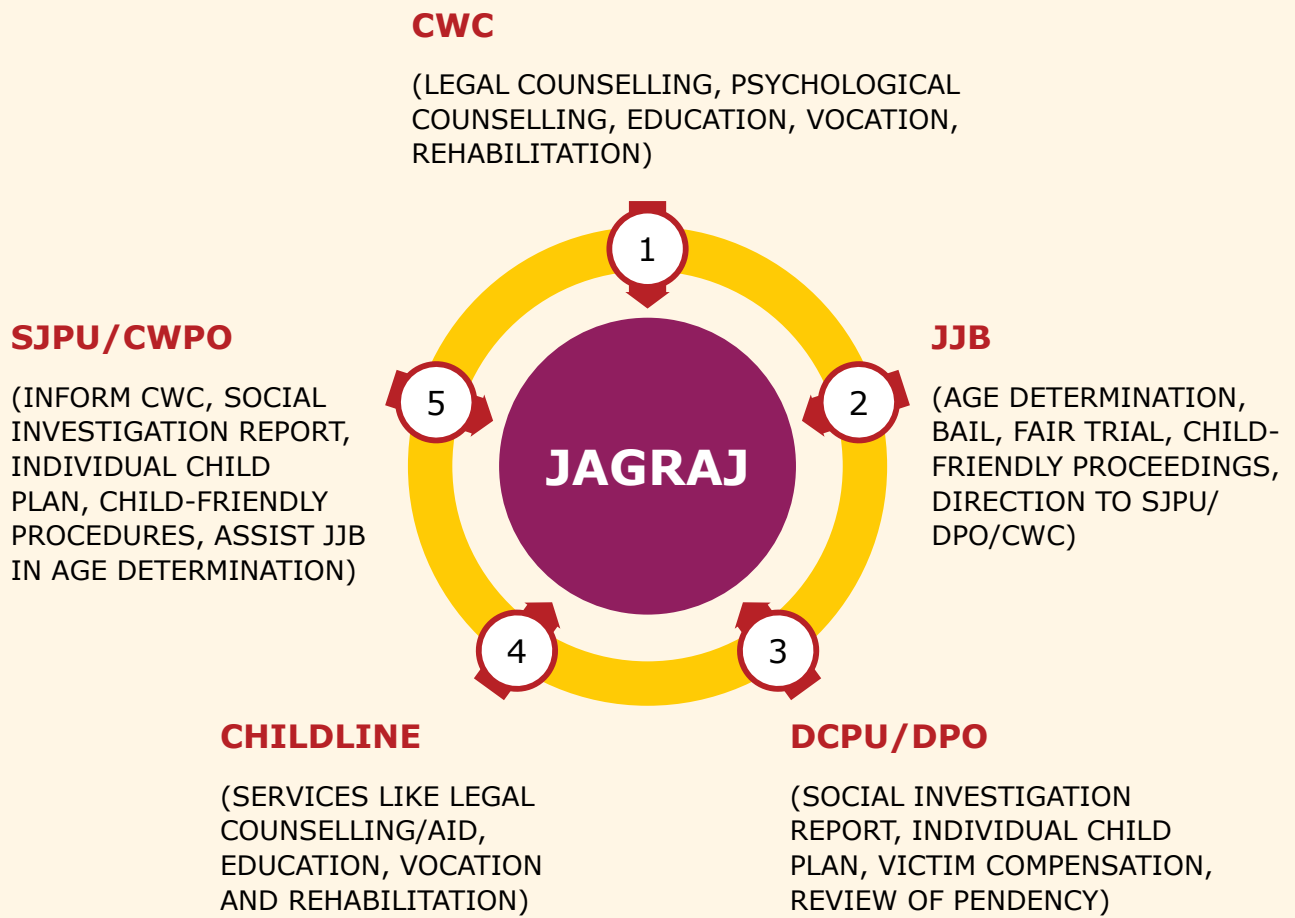 CWC
(LEGAL COUNSELLING, PSYCHOLOGICAL
COUNSELLING, EDUCATION, VOCATION,
REHABILITATION)
1
SJPU/CWPO
(INFORM CWC, SOCIAL
INVESTIGATION REPORT,
INDIVIDUAL CHILD
PLAN, CHILD-FRIENDLY
PROCEDURES, ASSIST JJB
IN AGE DETERMINATION)
5
JAGRAJ
2
JJB
(AGE DETERMINATION,
BAIL, FAIR TRIAL, CHILD-
FRIENDLY PROCEEDINGS,
DIRECTION TO SJPU/
DPO/CWC)
4
3
CHILDLINE
(SERVICES LIKE LEGAL
COUNSELLING/AID,
EDUCATION, VOCATION
AND REHABILITATION)
DCPU/DPO
(SOCIAL INVESTIGATION
REPORT, INDIVIDUAL CHILD
PLAN, VICTIM COMPENSATION,
REVIEW OF PENDENCY)